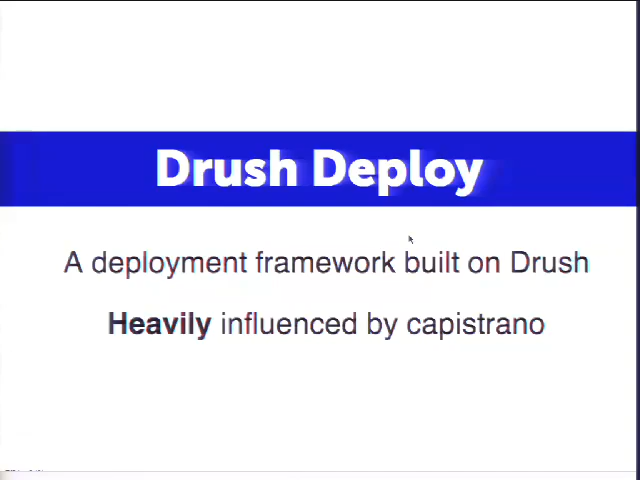 Drush Deploy
A deployment framework built on Drush
Heavily influenced by capistrano